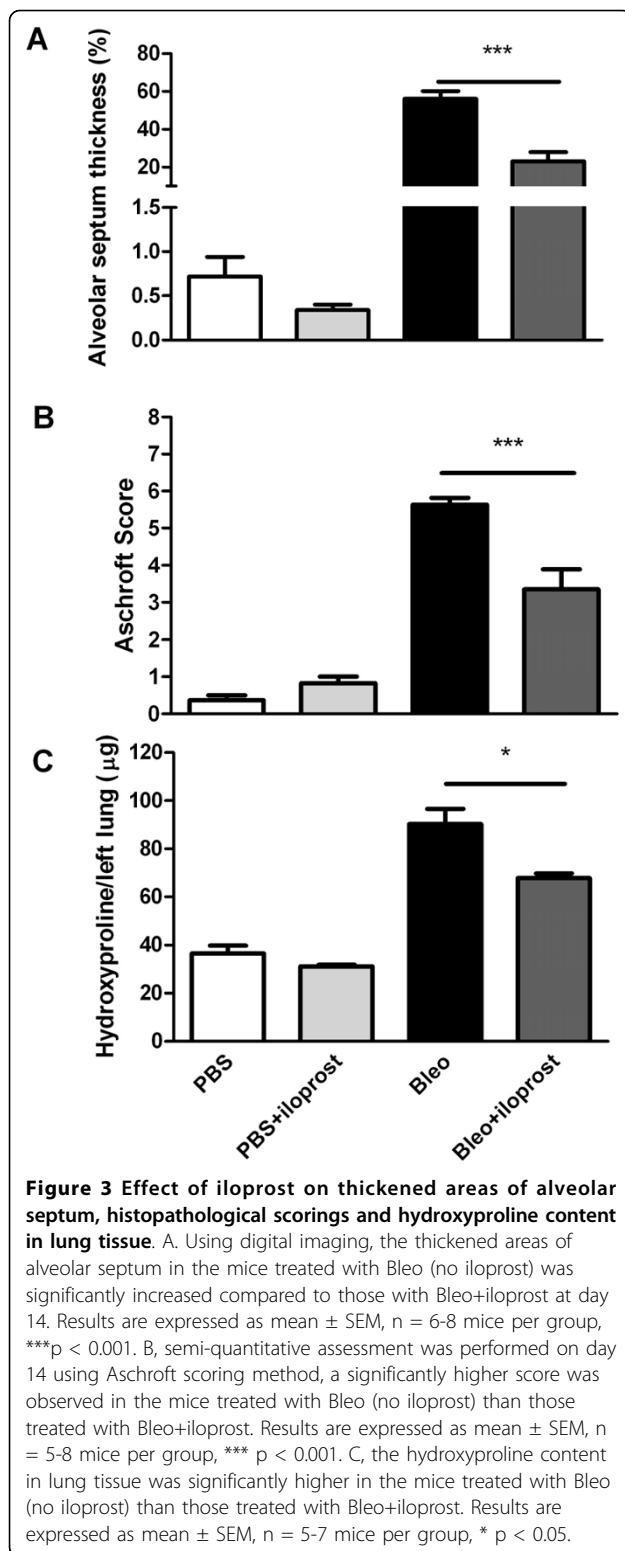 A
Alveolar septum thickness (%)
***
60
40
20
1.5
1.0
0.5
0.0
B
Aschroft Score
***
8
7
6
5
4
3
2
1
0
C
Hydroxyproline/left lung (μg)
*
120
100
80
60
40
20
0
PBS
PBS+iloprost
Bleo
Bleo+iloprost
Figure 3 Effect of iloprost on thickened areas of alveolar
septum, histopathological scorings and hydroxyproline content
in lung tissue. A. Using digital imaging, the thickened areas of
alveolar septum in the mice treated with Bleo (no iloprost) was
significantly increased compared to those with Bleo+iloprost at day
14. Results are expressed as mean ± SEM, n = 6-8 mice per group,
***p < 0.001. B, semi-quantitative assessment was performed on day
14 using Aschroft scoring method, a significantly higher score was
observed in the mice treated with Bleo (no iloprost) than those
treated with Bleo+iloprost. Results are expressed as mean ± SEM, n
= 5-8 mice per group, *** p < 0.001. C, the hydroxyproline content
in lung tissue was significantly higher in the mice treated with Bleo
(no iloprost) than those treated with Bleo+iloprost. Results are
expressed as mean ± SEM, n = 5-7 mice per group, * p < 0.05.